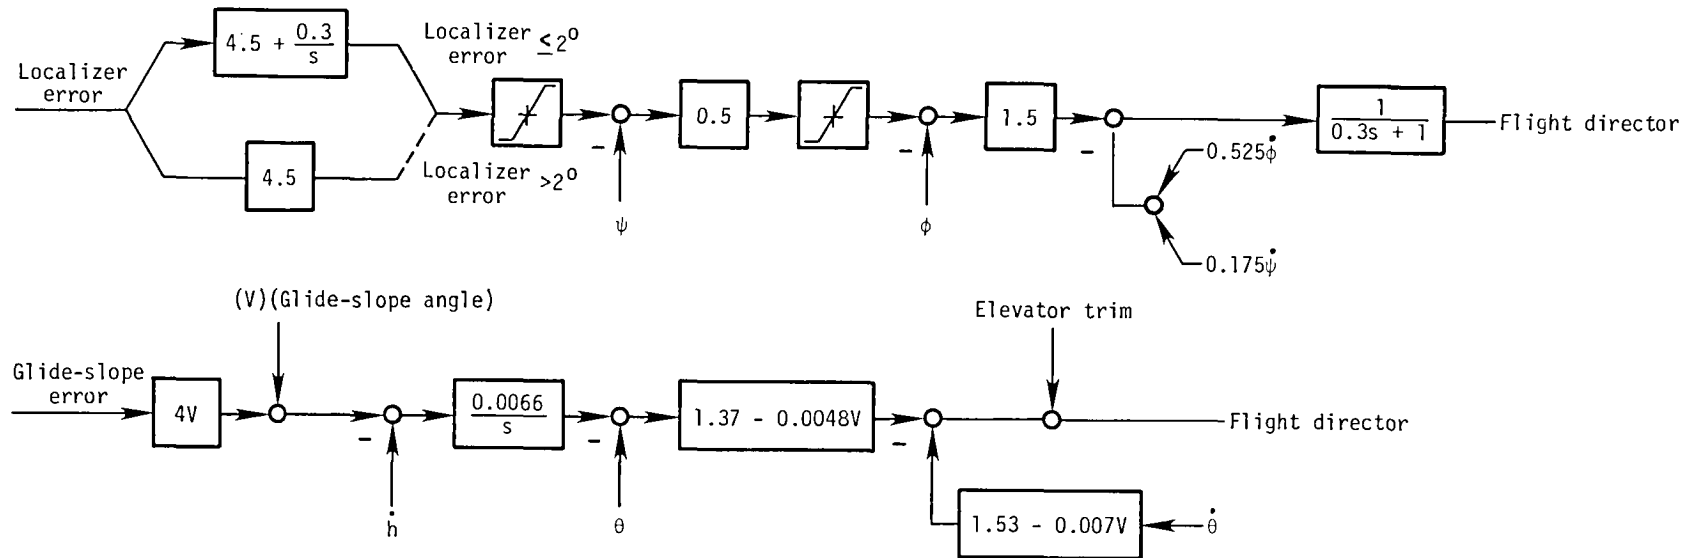 Localizer
error
4.5 + 0.3
s
Localizer
error ≤2°
4.5
Localizer
error >2°
ψ
0.5
ϕ
1.5
0.525ϕ̇
0.175ψ̇
1
0.3s + 1
Flight director
(V)(Glide-slope angle)
Glide-slope
error
4V
ḣ
0.0066
s
θ
1.37 - 0.0048V
Elevator trim
Flight director
1.53 - 0.007V
θ̇